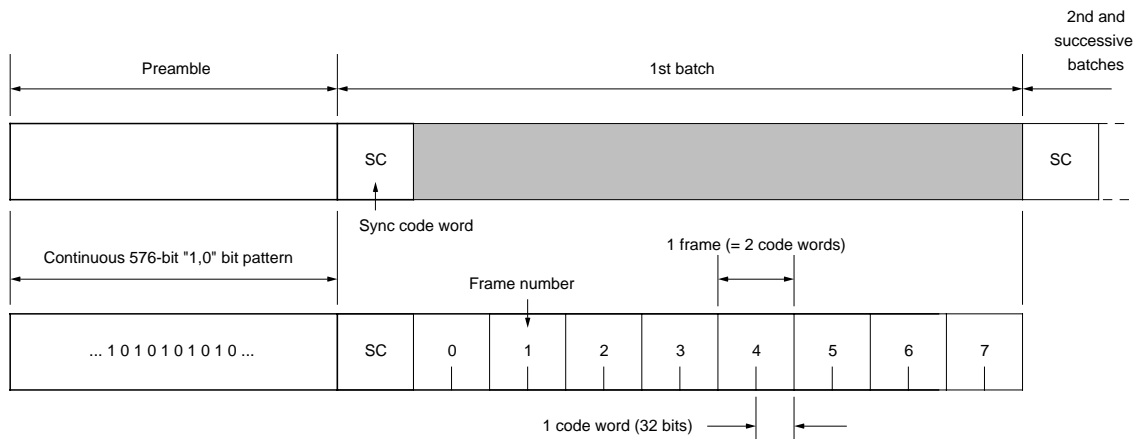 2nd and
successive
batches
Preamble
1st batch
SC
SC
Sync code word
Continuous 576-bit "1,0" bit pattern
1 frame (= 2 code words)
Frame number
... 1 0 1 0 1 0 1 0 1 0 ...
SC
0
1
2
3
4
5
6
7
1 code word (32 bits)